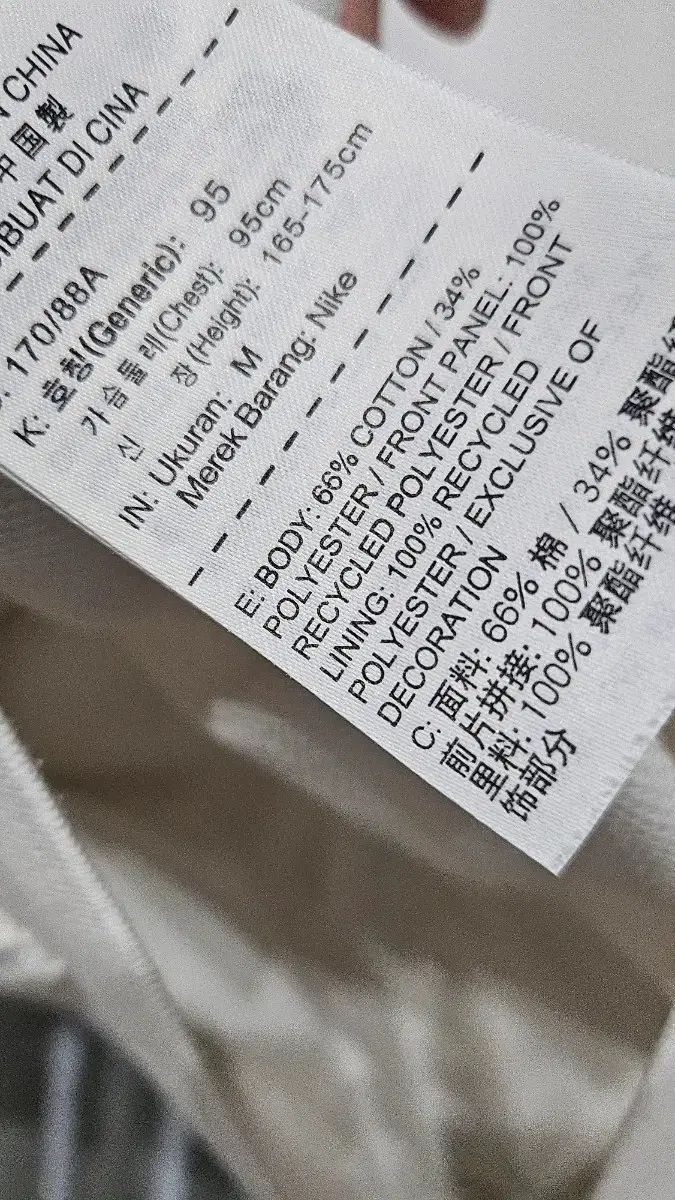 N CHINA
中国製
IBUAT DI CINA
170/88A
K: 호칭(Generic): 95
가슴둘레(Chest): 95cm
신 장(Height): 165-175cm
IN: Ukuran: M
Merek Barang: Nike
E: BODY: 66% COTTON / 34%
POLYESTER / FRONT PANEL: 100%
RECYCLED POLYESTER / FRONT
LINING: 100% RECYCLED
POLYESTER / EXCLUSIVE OF
DECORATION
C: 面料: 66% 棉 / 34% 聚酯纤
前片拼接: 100% 聚酯纤维
里料: 100% 聚酯纤维
饰部分